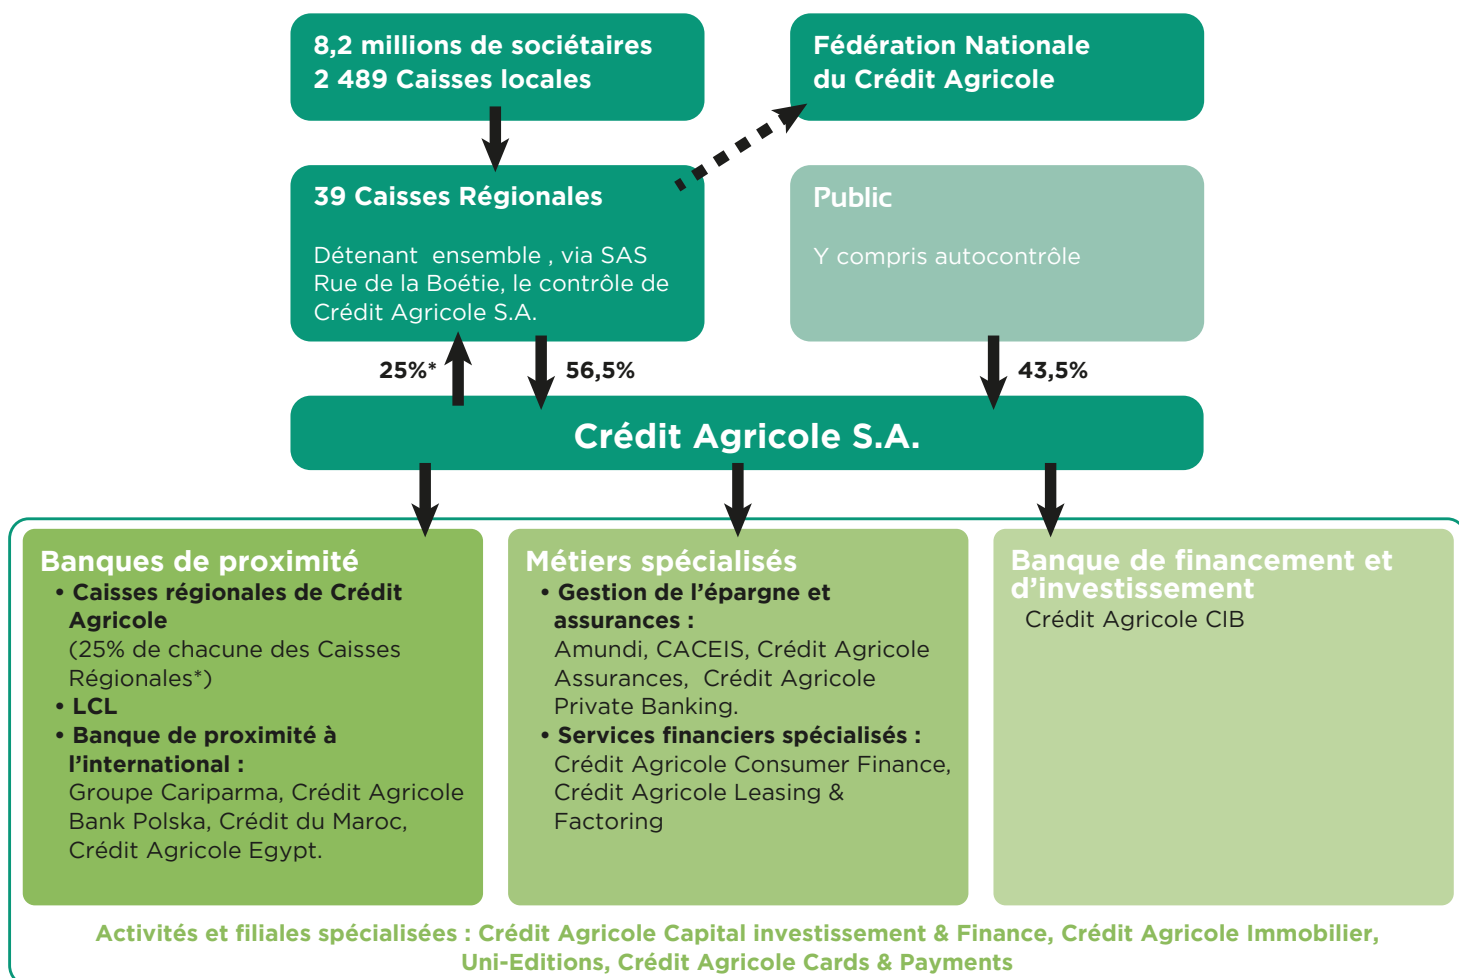 8,2 millions de sociétaires
2 489 Caisses locales
Fédération Nationale
du Crédit Agricole
39 Caisses Régionales
Détenant ensemble , via SAS
Rue de la Boétie, le contrôle de
Crédit Agricole S.A.
Public
Y compris autocontrôle
25%*
56,5%
43,5%
Crédit Agricole S.A.
Banques de proximité
• Caisses régionales de Crédit
Agricole
(25% de chacune des Caisses
Régionales*)
• LCL
• Banque de proximité à
l’international :
Groupe Cariparma, Crédit Agricole
Bank Polska, Crédit du Maroc,
Crédit Agricole Egypt.
Métiers spécialisés
• Gestion de l’épargne et
assurances :
Amundi, CACEIS, Crédit Agricole
Assurances, Crédit Agricole
Private Banking.
• Services financiers spécialisés :
Crédit Agricole Consumer Finance,
Crédit Agricole Leasing &
Factoring
Banque de financement et
d’investissement
Crédit Agricole CIB
Activités et filiales spécialisées : Crédit Agricole Capital investissement & Finance, Crédit Agricole Immobilier,
Uni-Editions, Crédit Agricole Cards & Payments